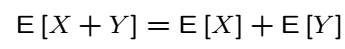 E [X + Y] = E [X] + E [Y]